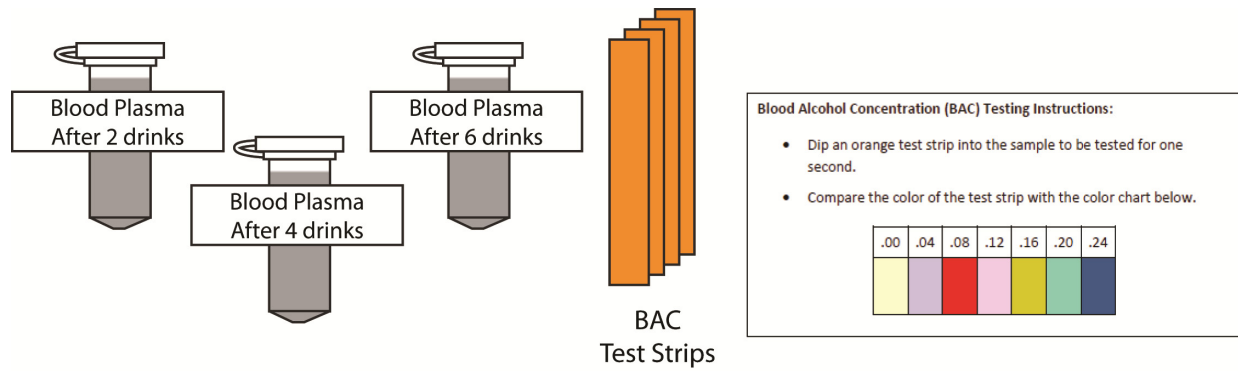 Blood Plasma
After 2 drinks
Blood Plasma
After 4 drinks
Blood Plasma
After 6 drinks
BAC
Test Strips
Blood Alcohol Concentration (BAC) Testing Instructions:
• Dip an orange test strip into the sample to be tested for one
second.
• Compare the color of the test strip with the color chart below.
.00 .04 .08 .12 .16 .20 .24